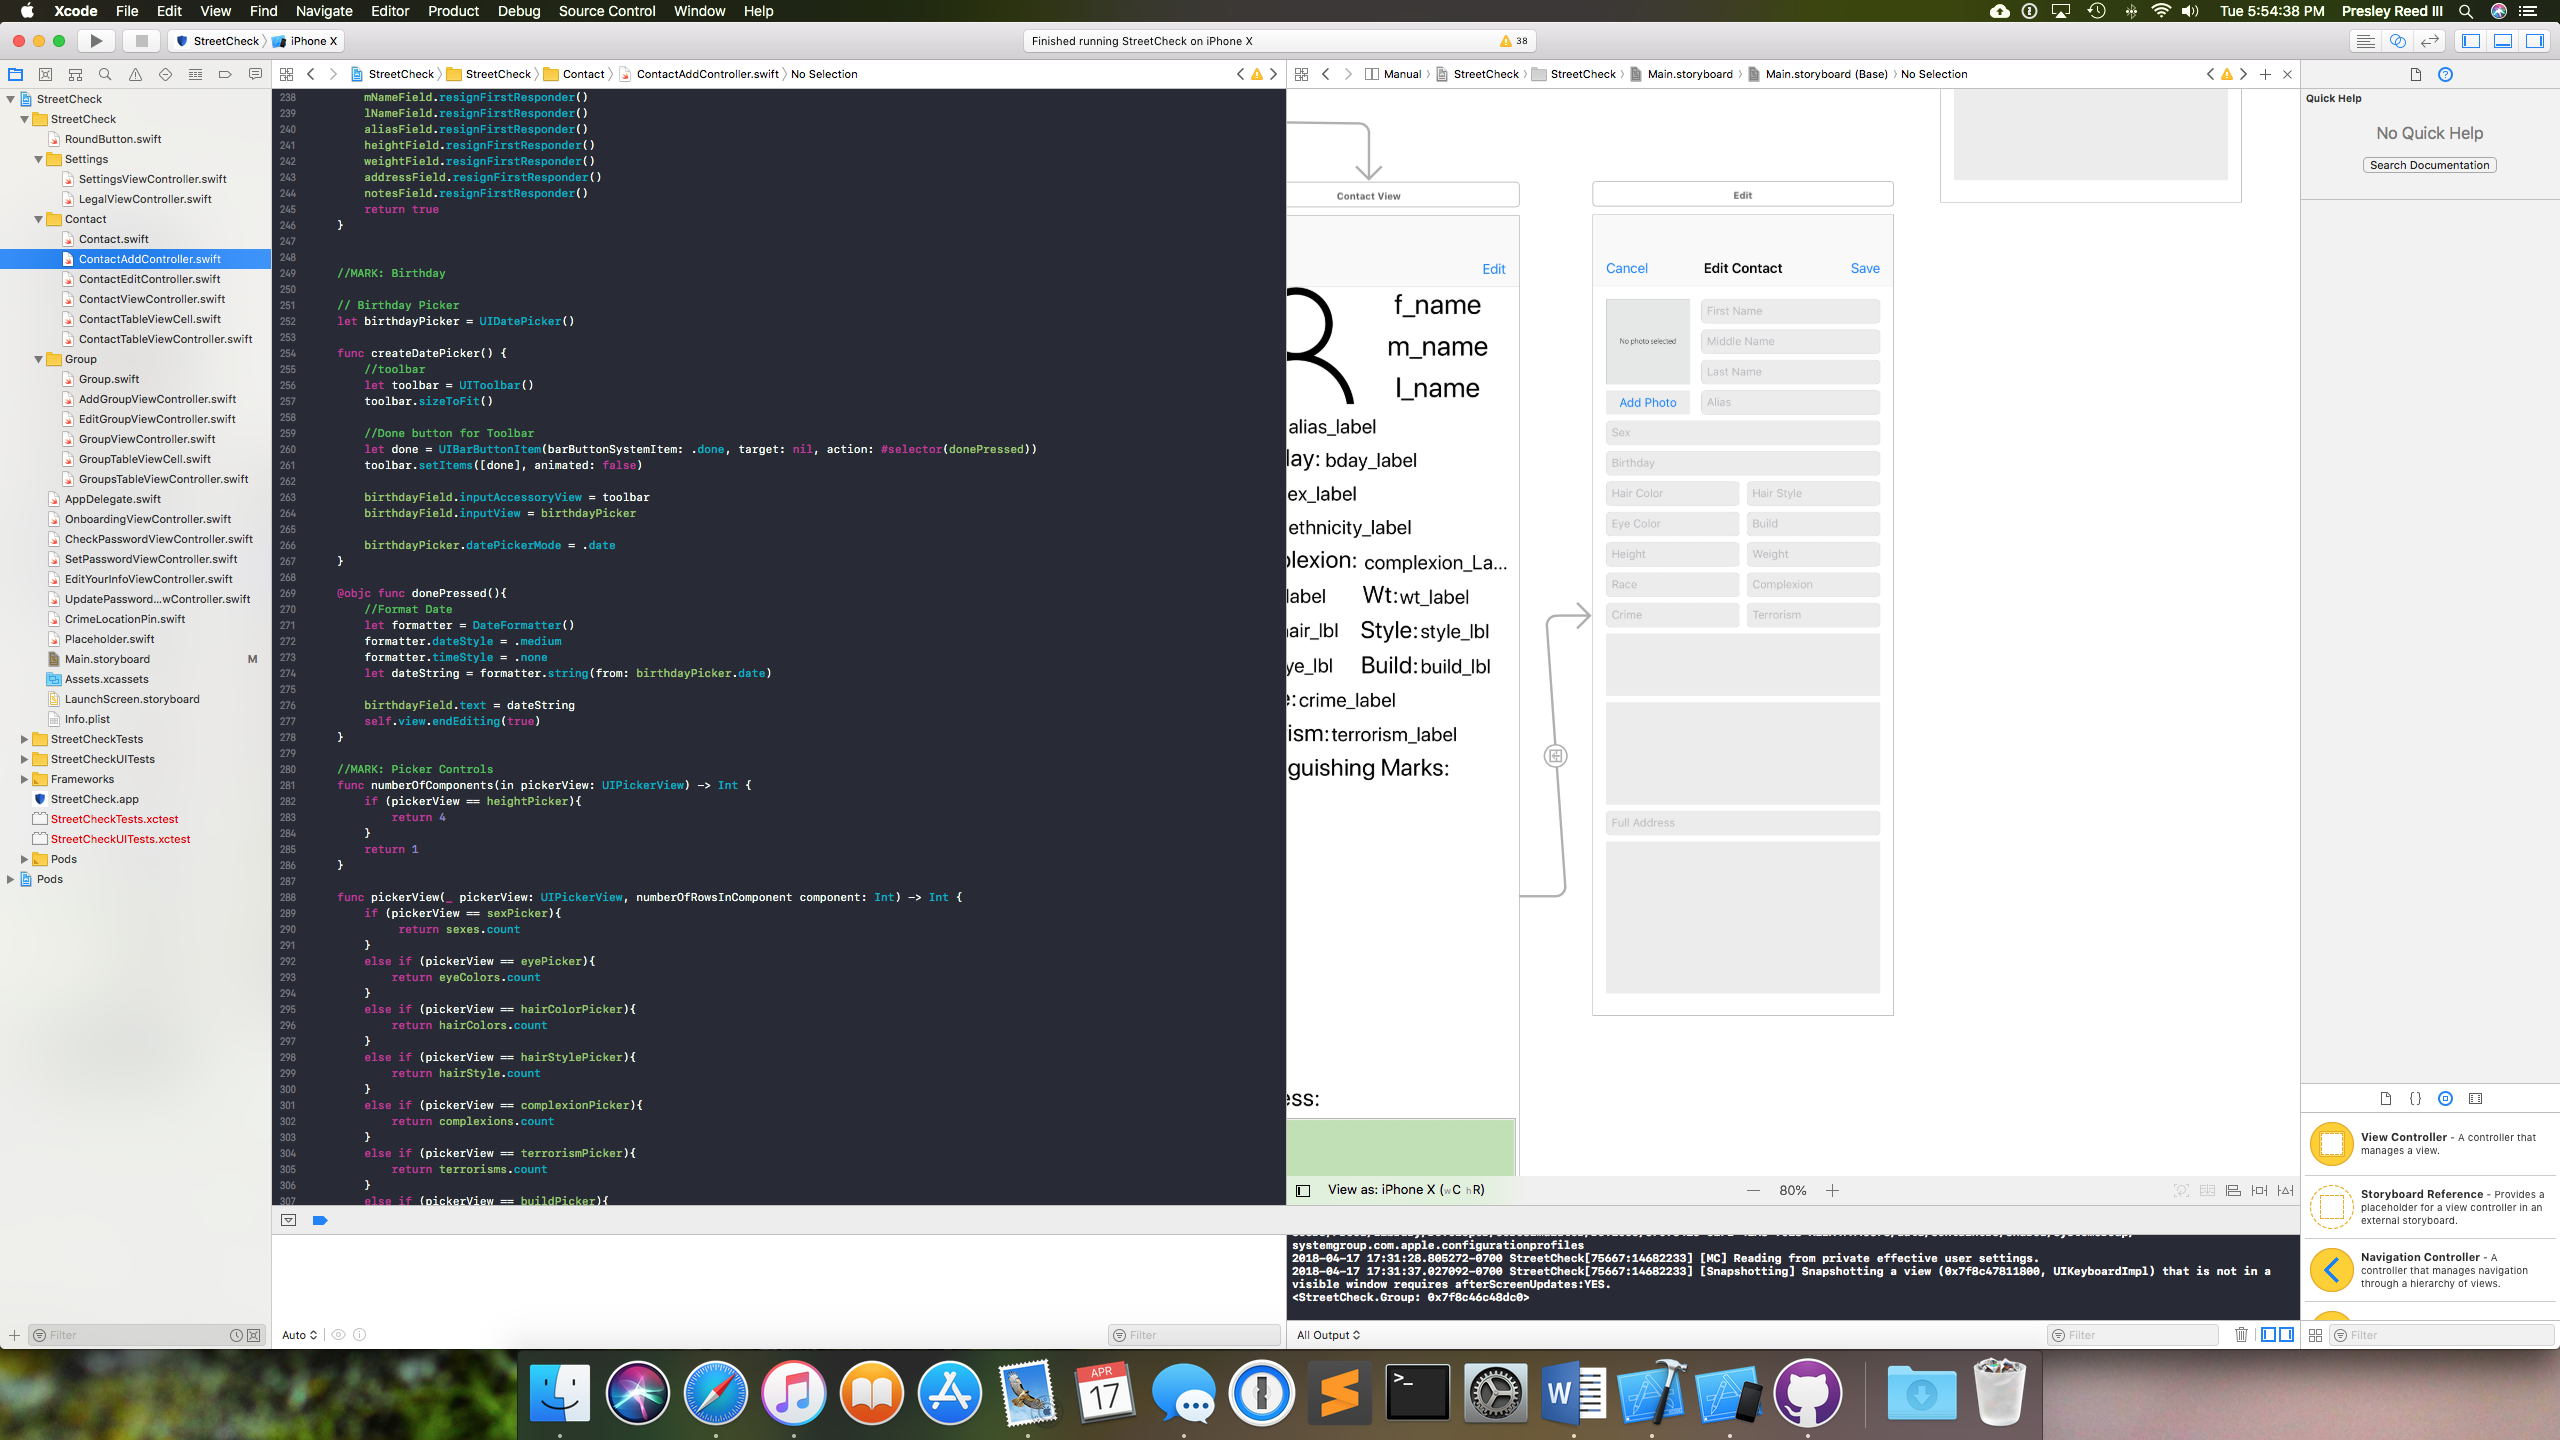 Xcode File Edit View Find Navigate Editor Product Debug Source Control Window Help
Tue 5:54:38 PM Presley Reed III
StreetCheck iPhone X
Finished running StreetCheck on iPhone X
38
StreetCheck StreetCheck Contact ContactAddController.swift No Selection
Manual StreetCheck StreetCheck Main.storyboard Main.storyboard (Base) No Selection
StreetCheck
StreetCheck
RoundButton.swift
Settings
SettingsViewController.swift
LegalViewController.swift
Contact
Contact.swift
ContactAddController.swift
ContactEditController.swift
ContactViewController.swift
ContactTableViewCell.swift
ContactTableViewController.swift
Group
Group.swift
AddGroupViewController.swift
EditGroupViewController.swift
GroupViewController.swift
GroupTableViewCell.swift
GroupsTableViewController.swift
AppDelegate.swift
OnboardingViewController.swift
CheckPasswordViewController.swift
SetPasswordViewController.swift
EditYourInfoViewController.swift
UpdatePassword...wController.swift
CrimeLocationPin.swift
Placeholder.swift
Main.storyboard M
Assets.xcassets
LaunchScreen.storyboard
Info.plist
StreetCheckTests
StreetCheckUITests
Frameworks
StreetCheck.app
StreetCheckTests.xctest
StreetCheckUITests.xctest
Pods
Pods
Filter
238 mNameField.resignFirstResponder()
239 lNameField.resignFirstResponder()
240 aliasField.resignFirstResponder()
241 heightField.resignFirstResponder()
242 weightField.resignFirstResponder()
243 addressField.resignFirstResponder()
244 notesField.resignFirstResponder()
245 return true
246 }
247
248
249 //MARK: Birthday
250
251 // Birthday Picker
252 let birthdayPicker = UIDatePicker()
253
254 func createDatePicker() {
255 //toolbar
256 let toolbar = UIToolbar()
257 toolbar.sizeToFit()
258
259 //Done button for Toolbar
260 let done = UIBarButtonItem(barButtonSystemItem: .done, target: nil, action: #selector(donePressed))
261 toolbar.setItems([done], animated: false)
262
263 birthdayField.inputAccessoryView = toolbar
264 birthdayField.inputView = birthdayPicker
265
266 birthdayPicker.datePickerMode = .date
267 }
268
269 @objc func donePressed(){
270 //Format Date
271 let formatter = DateFormatter()
272 formatter.dateStyle = .medium
273 formatter.timeStyle = .none
274 let dateString = formatter.string(from: birthdayPicker.date)
275
276 birthdayField.text = dateString
277 self.view.endEditing(true)
278 }
279
280 //MARK: Picker Controls
281 func numberOfComponents(in pickerView: UIPickerView) -> Int {
282 if (pickerView == heightPicker){
283 return 4
284 }
285 return 1
286 }
287
288 func pickerView(_ pickerView: UIPickerView, numberOfRowsInComponent component: Int) -> Int {
289 if (pickerView == sexPicker){
290 return sexes.count
291 }
292 else if (pickerView == eyePicker){
293 return eyeColors.count
294 }
295 else if (pickerView == hairColorPicker){
296 return hairColors.count
297 }
298 else if (pickerView == hairStylePicker){
299 return hairStyle.count
300 }
301 else if (pickerView == complexionPicker){
302 return complexions.count
303 }
304 else if (pickerView == terrorismPicker){
305 return terrorisms.count
306 }
307 else if (pickerView == buildPicker){
Contact View
Edit
f_name
m_name
l_name
alias_label
lay: bday_label
ex_label
ethnicity_label
lexion: complexion_La...
label Wt: wt_label
air_lbl Style: style_lbl
ye_lbl Build: build_lbl
e: crime_label
ism: terrorism_label
guishing Marks:
ess:
Edit
Cancel Edit Contact Save
No photo selected
First Name
Middle Name
Last Name
Add Photo Alias
Sex
Birthday
Hair Color Hair Style
Eye Color Build
Height Weight
Race Complexion
Crime Terrorism
Full Address
View as: iPhone X (wC hR)
80%
Quick Help
No Quick Help
Search Documentation
View Controller - A controller that
manages a view.
Storyboard Reference - Provides a
placeholder for a view controller in an
external storyboard.
Navigation Controller - A
controller that manages navigation
through a hierarchy of views.
Filter
systemgroup.com.apple.configurationprofiles
2018-04-17 17:31:28.805272-0700 StreetCheck[75667:14682233] [MC] Reading from private effective user settings.
2018-04-17 17:31:37.027092-0700 StreetCheck[75667:14682233] [Snapshotting] Snapshotting a view (0x7f8c47811800, UIKeyboardImpl) that is not in a
visible window requires afterScreenUpdates:YES.
<StreetCheck.Group: 0x7f8c46c48dc0>
Auto
Filter
All Output
Filter
APR
17
>_
W